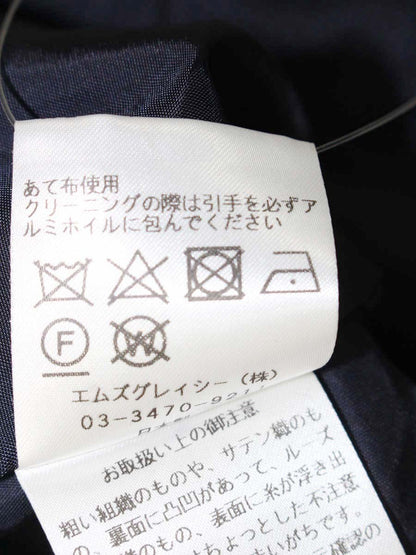 あて布使用
クリーニングの際は引手を必ずア
ルミホイルに包んでください
F
W
エムズグレイシー(株)
03-3470-921
お取扱い上の御注意
粗い組織のものや、サテン織のも
の、裏面に凸凹があって、ルーズ
のもの、表面に糸が浮き出
ちょっとした不注意
いがちです。